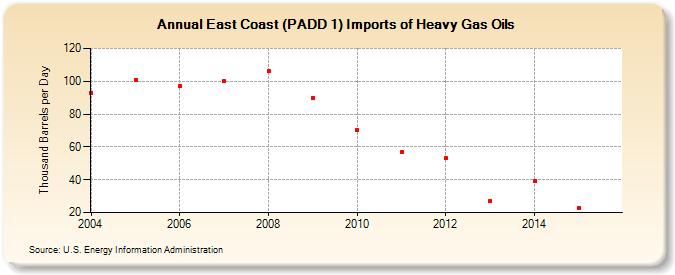 Annual East Coast (PADD 1) Imports of Heavy Gas Oils
Thousand Barrels per Day
120
100
80
60
40
20
2004 2006 2008 2010 2012 2014
Source: U.S. Energy Information Administration